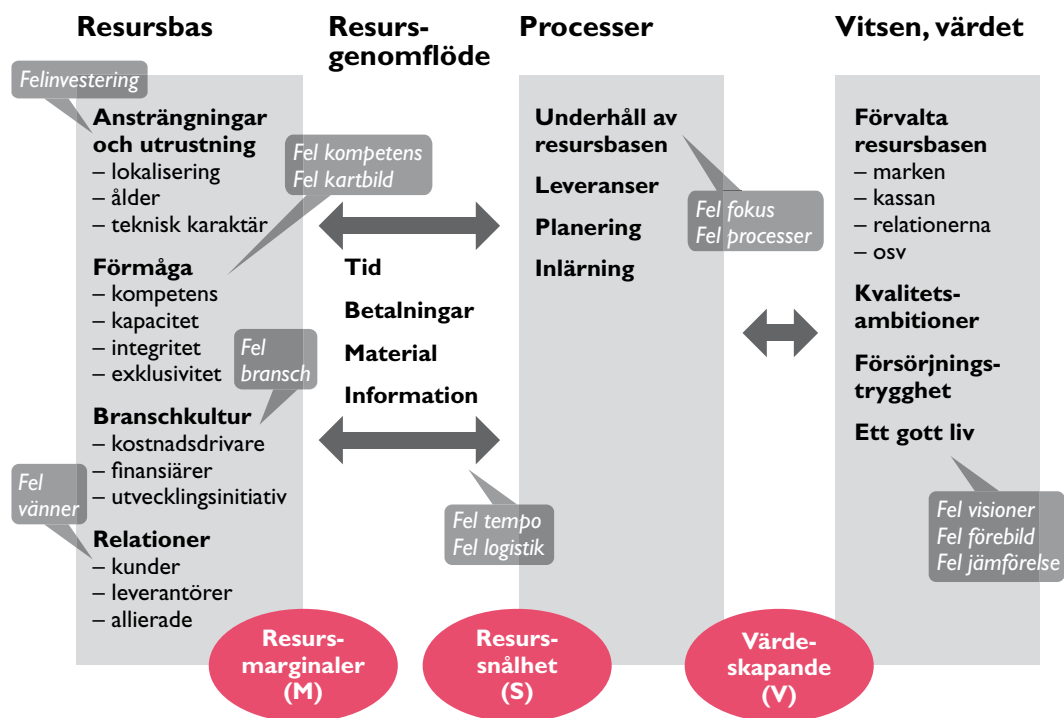 Resursbas
Resurs-
genomflöde
Processer
Vitsen, värdet
Felinvestering
Ansträngningar
och utrustning
– lokalisering
– ålder
– teknisk karaktär
Fel kompetens
Fel kartbild
Förmåga
– kompetens
– kapacitet
– integritet
– exklusivitet
Fel
bransch
Branschkultur
– kostnadsdrivare
– finansiärer
– utvecklingsinitiativ
Fel
vänner
Relationer
– kunder
– leverantörer
– allierade
Tid
Betalningar
Material
Information
Fel tempo
Fel logistik
Underhåll av
resursbasen
Leveranser
Planering
Inlärning
Fel fokus
Fel processer
Förvalta
resursbasen
– marken
– kassan
– relationerna
– osv
Kvalitets-
ambitioner
Försörjnings-
trygghet
Ett gott liv
Fel visioner
Fel förebild
Fel jämförelse
Resurs-
marginaler
(M)
Resurs-
snålhet
(S)
Värde-
skapande
(V)